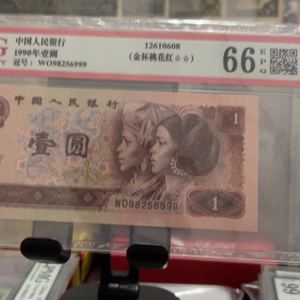 中国人民银行
1990年壹圆
冠号:WO98256999
12610608
(金杯桃花红☆☆)
66 EPQ
中国人民银行
壹圆
1
WO98256999
1